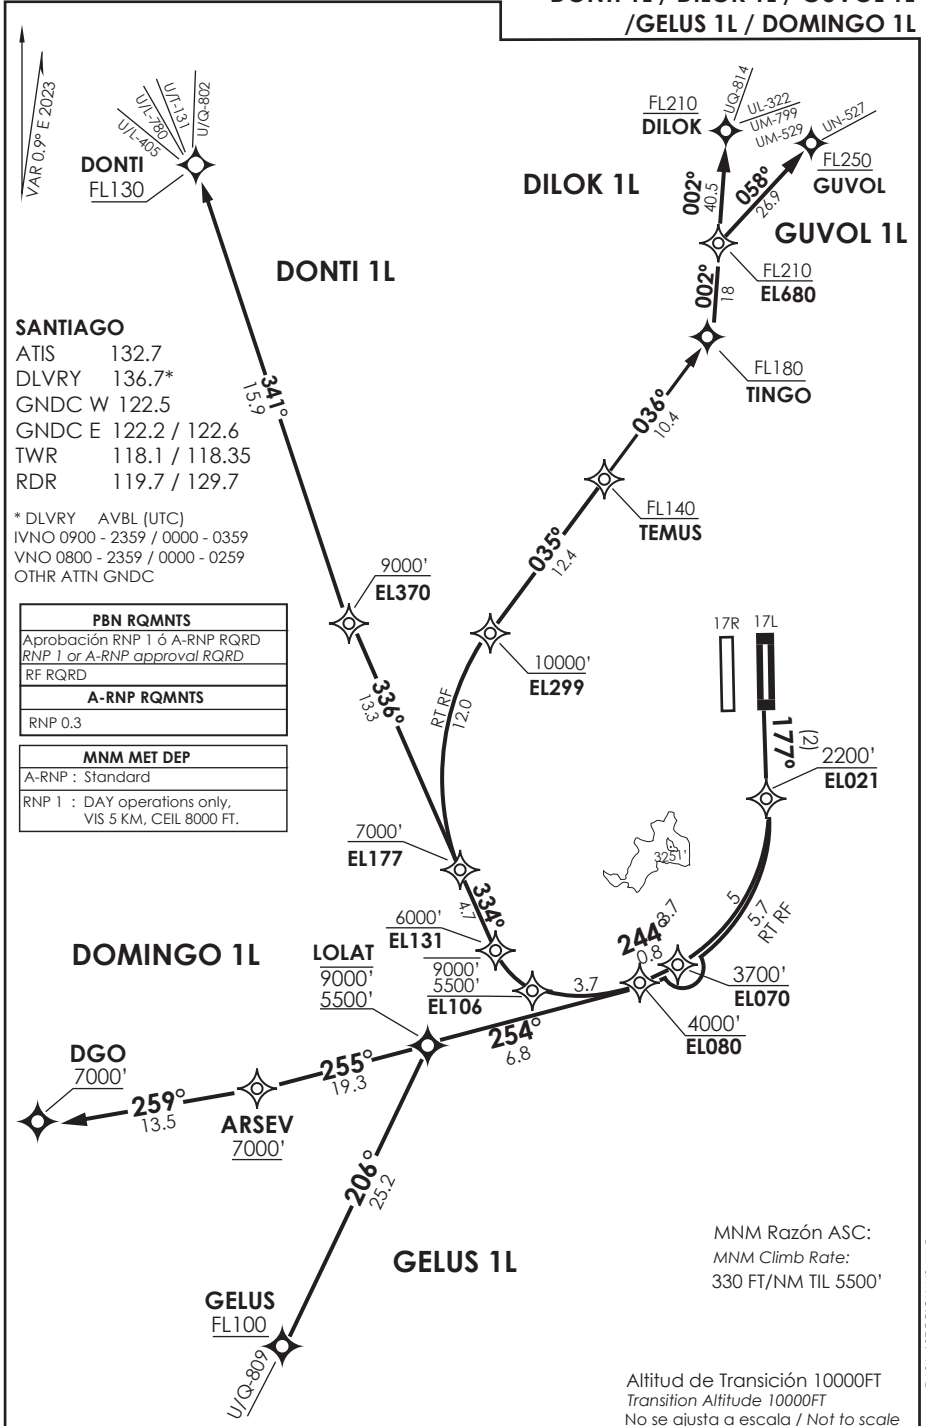 /GELUS 1L / DOMINGO 1L
VAR 0.9° E 2023
U/L-405
U/L-780
U/T-131
U/Q-802
DONTI
FL130
FL210
DILOK
UQ-814
UL-322
UM-799
UM-529
UN-527
FL250
GUVOL
DILOK 1L
002°
40.5
058°
26.9
GUVOL 1L
DONTI 1L
FL210
EL680
002°
18
SANTIAGO
ATIS 132.7
DLVRY 136.7*
GNDC W 122.5
GNDC E 122.2 / 122.6
TWR 118.1 / 118.35
RDR 119.7 / 129.7
* DLVRY AVBL (UTC)
IVNO 0900 - 2359 / 0000 - 0359
VNO 0800 - 2359 / 0000 - 0259
OTHR ATTN GNDC
341°
15.9
FL180
TINGO
036°
10.4
FL140
TEMUS
035°
12.4
9000'
EL370
PBN RQMNTS
Aprobación RNP 1 ó A-RNP RQRD
RNP 1 or A-RNP approval RQRD
RF RQRD
A-RNP RQMNTS
RNP 0.3
MNM MET DEP
A-RNP : Standard
RNP 1 : DAY operations only,
VIS 5 KM, CEIL 8000 FT.
10000'
EL299
RT RF
12.0
336°
13.3
17R
17L
177°
(2)
2200'
EL021
7000'
EL177
3251'
334°
4.7
5
5.7
RT RF
6000'
EL131
244°
3.7
0.8
DOMINGO 1L
LOLAT
9000'
5500'
9000'
5500'
EL106
3.7
3700'
EL070
4000'
EL080
254°
6.8
DGO
7000'
255°
19.3
259°
13.5
ARSEV
7000'
206°
25.2
GELUS 1L
MNM Razón ASC:
MNM Climb Rate:
330 FT/NM TIL 5500'
GELUS
FL100
U/Q-809
Altitud de Transición 10000FT
Transition Altitude 10000FT
No se ajusta a escala / Not to scale